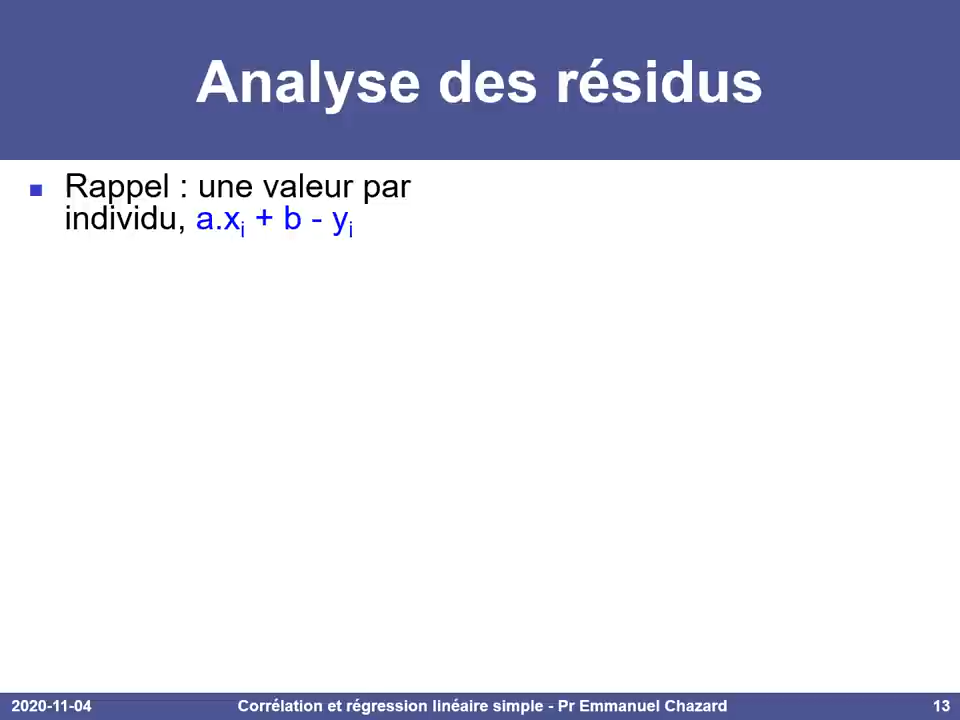 Analyse des résidus
Rappel : une valeur par
individu, a.xi + b - yi
2020-11-04
Corrélation et régression linéaire simple - Pr Emmanuel Chazard
13